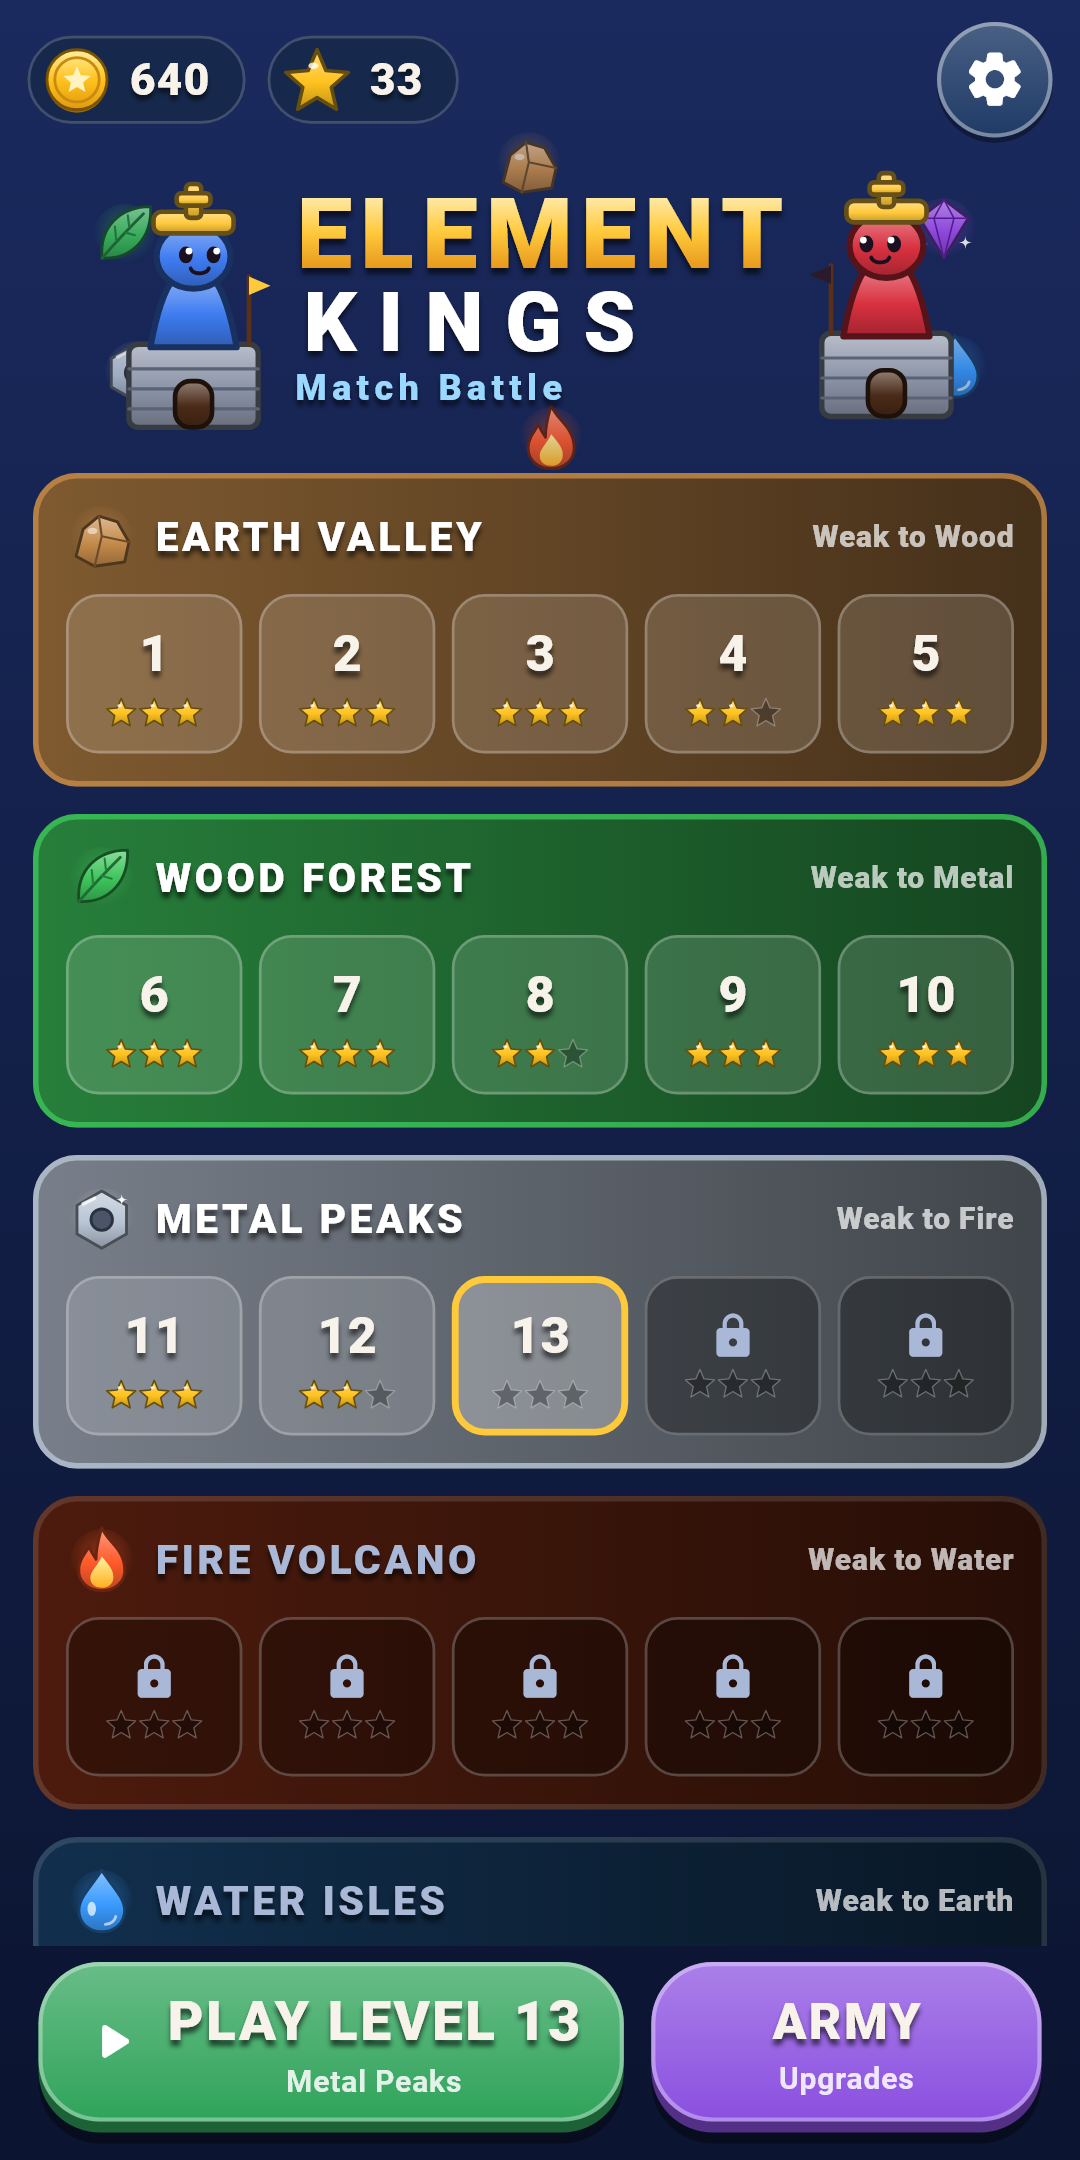 640
33
ELEMENT
KINGS
Match Battle
EARTH VALLEY
Weak to Wood
1
2
3
4
5
WOOD FOREST
Weak to Metal
6
7
8
9
10
METAL PEAKS
Weak to Fire
11
12
13
FIRE VOLCANO
Weak to Water
WATER ISLES
Weak to Earth
PLAY LEVEL 13
Metal Peaks
ARMY
Upgrades